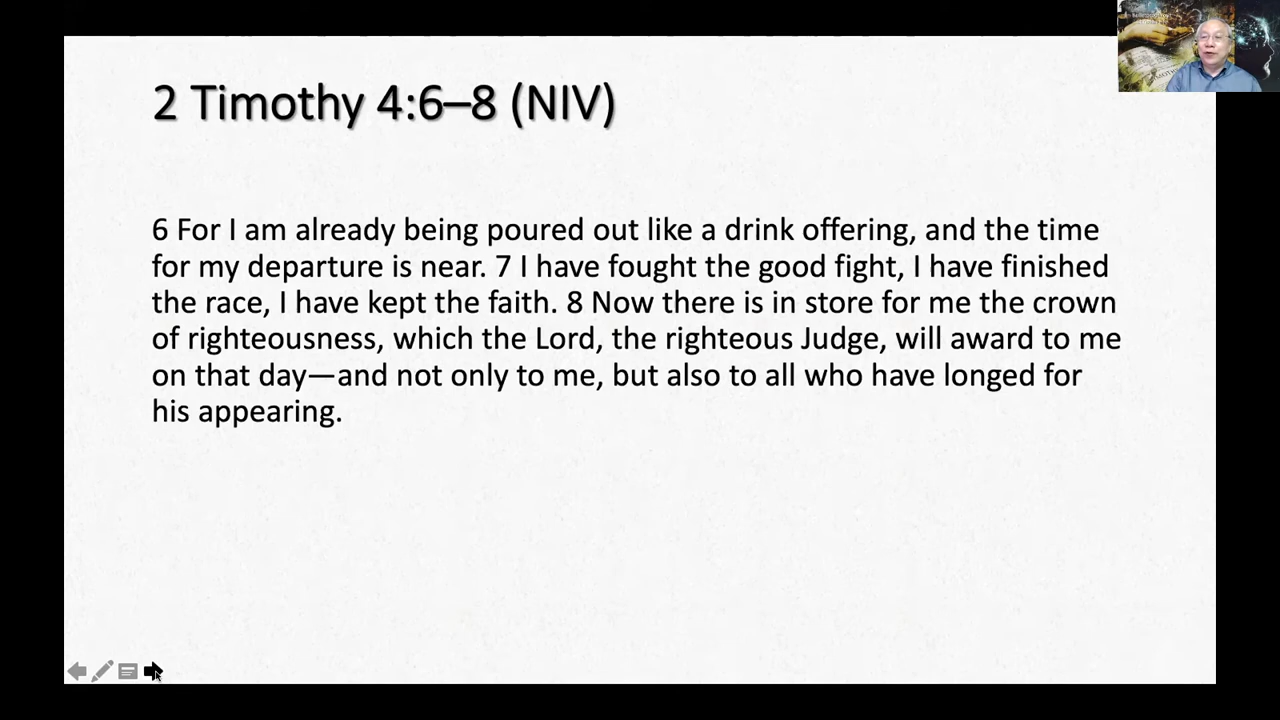 2 Timothy 4:6–8 (NIV)
6 For I am already being poured out like a drink offering, and the time
for my departure is near. 7 I have fought the good fight, I have finished
the race, I have kept the faith. 8 Now there is in store for me the crown
of righteousness, which the Lord, the righteous Judge, will award to me
on that day—and not only to me, but also to all who have longed for
his appearing.